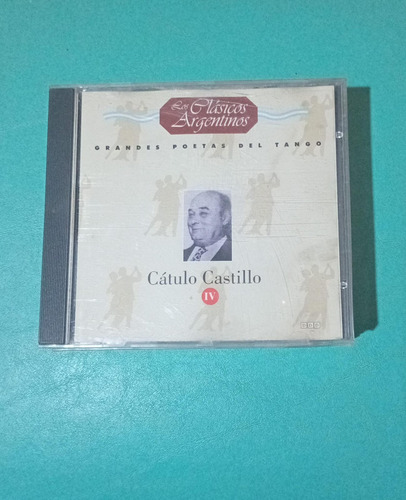 Los Clásicos
Argentinos
GRANDES POETAS DEL TANGO
Cátulo Castillo
IV